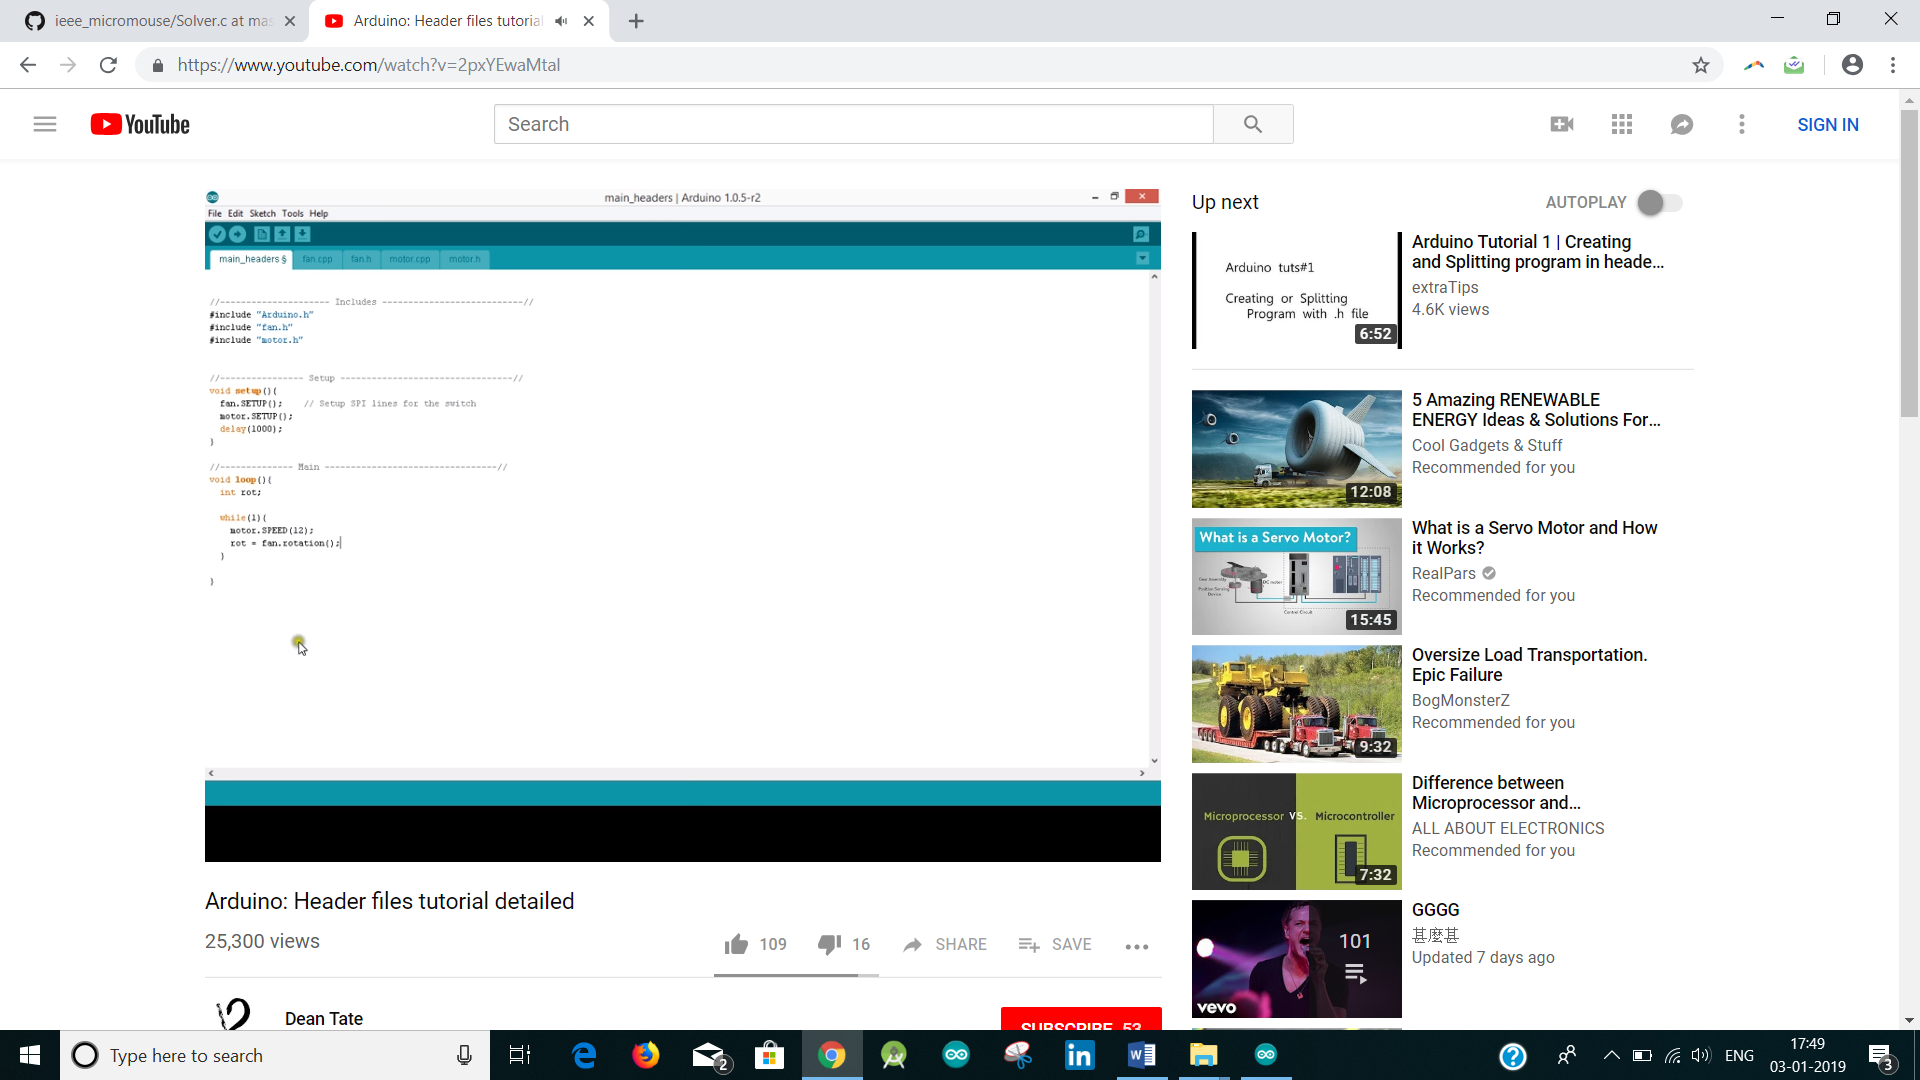 ieee_micromouse/Solver.c at mas
Arduino: Header files tutorial
https://www.youtube.com/watch?v=2pxYEwaMtaI
YouTube
Search
SIGN IN
main_headers | Arduino 1.0.5-r2
File Edit Sketch Tools Help
main_headers § fan.cpp fan.h motor.cpp motor.h
//--------------------- Includes ---------------------------//
#include "Arduino.h"
#include "fan.h"
#include "motor.h"
//---------------- Setup ---------------------------------//
void setup(){
fan.SETUP(); // Setup SPI lines for the switch
motor.SETUP();
delay(1000);
}
//-------------- Main ---------------------------------//
void loop(){
int rot;
while(1){
motor.SPEED(12);
rot = fan.rotation();
}
}
Arduino: Header files tutorial detailed
25,300 views
109 16 SHARE SAVE
Dean Tate
SUBSCRIBE 53
Up next
AUTOPLAY
Arduino tuts#1
Creating or Splitting
Program with .h file
6:52
Arduino Tutorial 1 | Creating
and Splitting program in heade...
extraTips
4.6K views
12:08
5 Amazing RENEWABLE
ENERGY Ideas & Solutions For...
Cool Gadgets & Stuff
Recommended for you
What is a Servo Motor?
15:45
What is a Servo Motor and How
it Works?
RealPars
Recommended for you
9:32
Oversize Load Transportation.
Epic Failure
BogMonsterZ
Recommended for you
Microprocessor VS. Microcontroller
7:32
Difference between
Microprocessor and...
ALL ABOUT ELECTRONICS
Recommended for you
101
vevo
GGGG
甚麼甚
Updated 7 days ago
Type here to search
2
ENG
17:49
03-01-2019
3